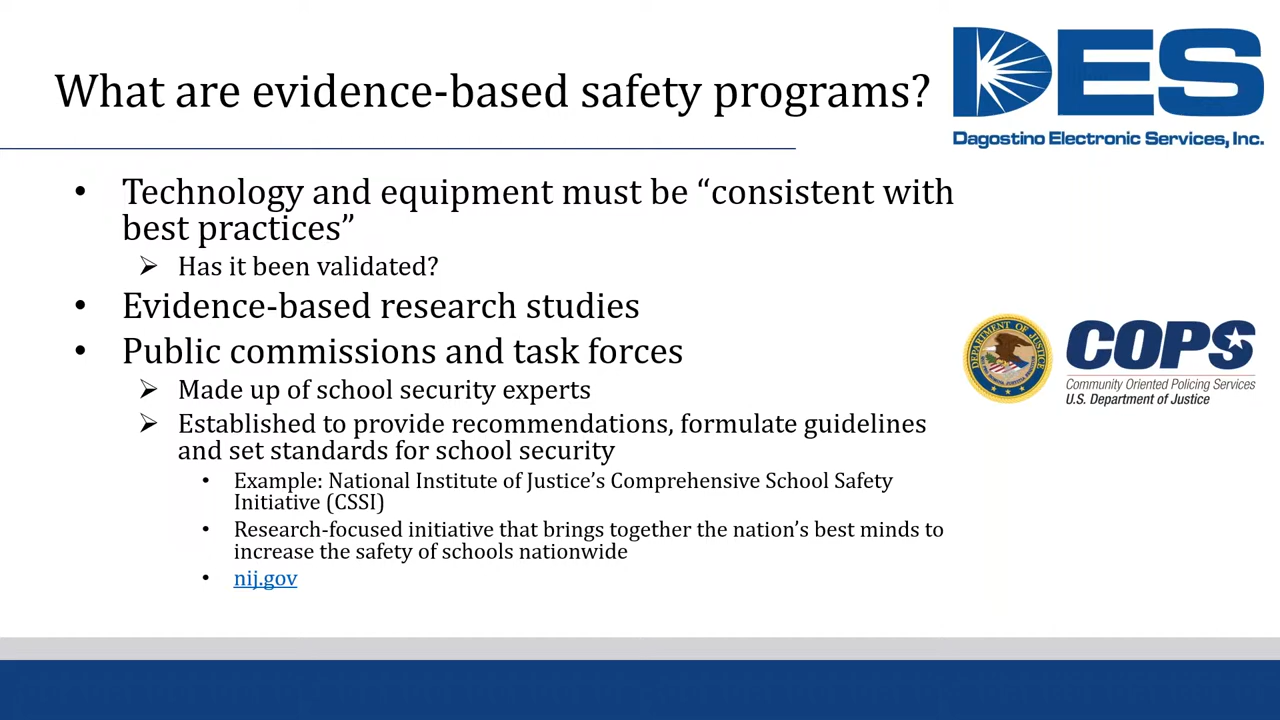 What are evidence-based safety programs?
DES
Dagostino Electronic Services, Inc.
• Technology and equipment must be “consistent with
best practices”
➢ Has it been validated?
• Evidence-based research studies
• Public commissions and task forces
➢ Made up of school security experts
➢ Established to provide recommendations, formulate guidelines
and set standards for school security
• Example: National Institute of Justice’s Comprehensive School Safety
Initiative (CSSI)
• Research-focused initiative that brings together the nation’s best minds to
increase the safety of schools nationwide
• nij.gov
DEPARTMENT OF JUSTICE
COPS
Community Oriented Policing Services
U.S. Department of Justice